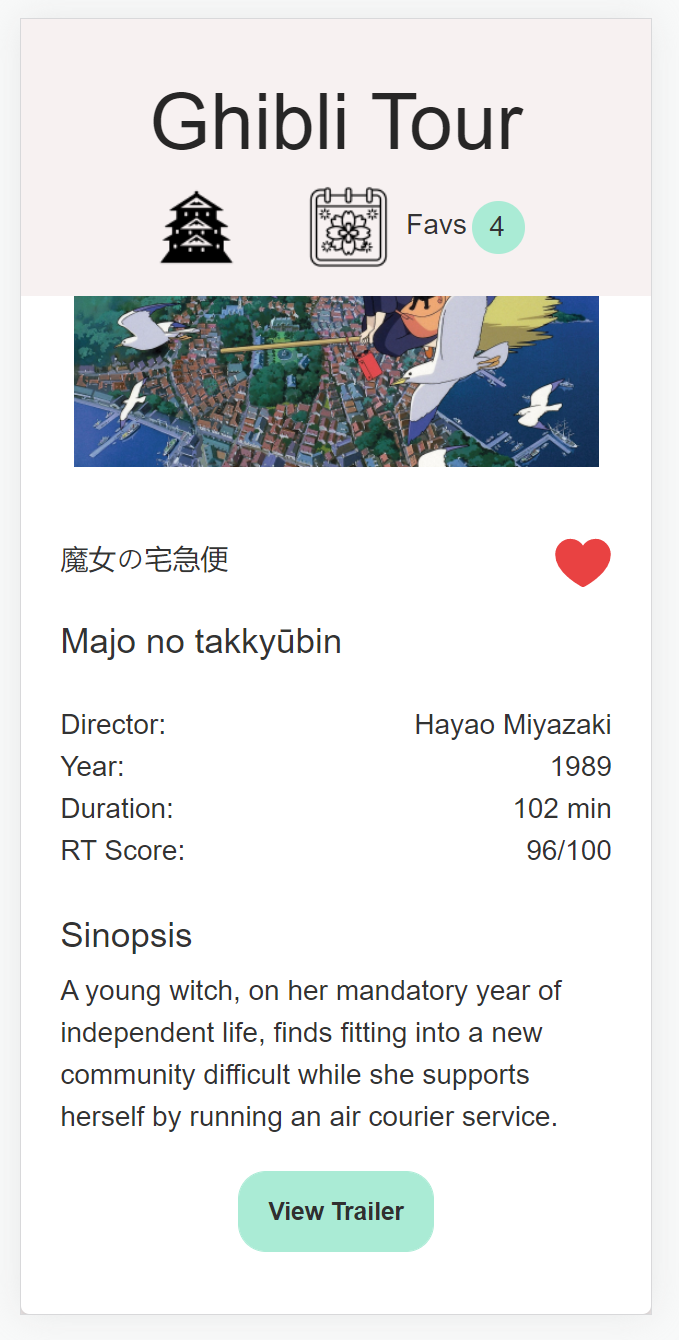 Ghibli Tour
Favs 4
魔女の宅急便
Majo no takkyūbin
Director: Hayao Miyazaki
Year: 1989
Duration: 102 min
RT Score: 96/100
Sinopsis
A young witch, on her mandatory year of
independent life, finds fitting into a new
community difficult while she supports
herself by running an air courier service.
View Trailer